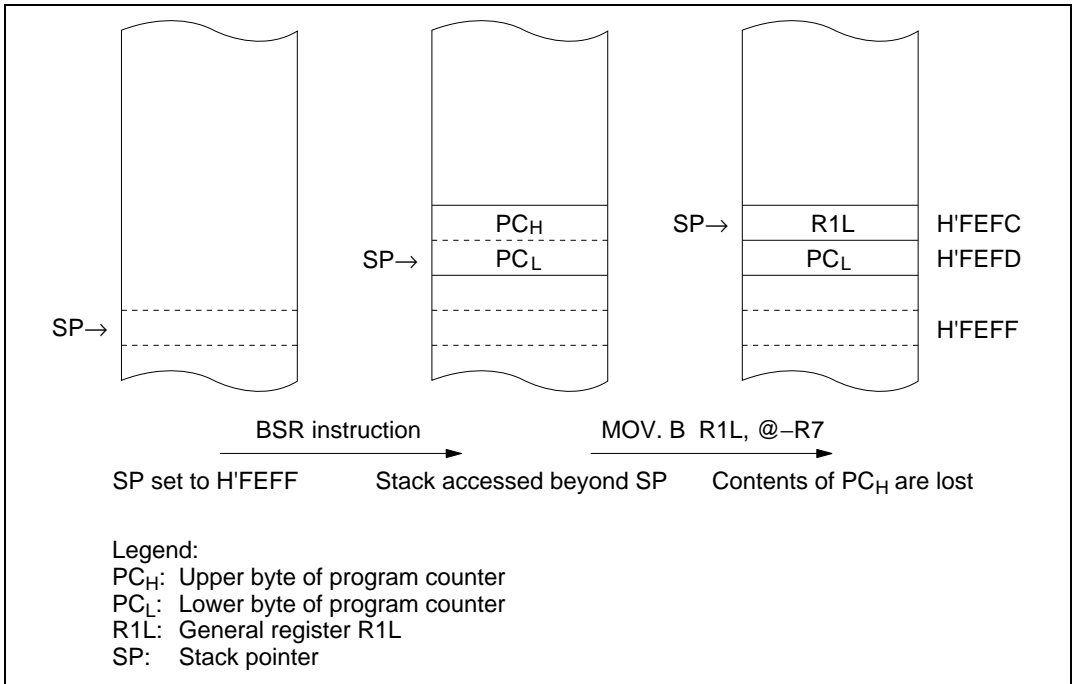 PCH
SP→ R1L H'FEFC
SP→ PCL
PCL H'FEFD
SP→
H'FEFF
BSR instruction
MOV. B R1L, @–R7
SP set to H'FEFF
Stack accessed beyond SP
Contents of PCH are lost
Legend:
PCH: Upper byte of program counter
PCL: Lower byte of program counter
R1L: General register R1L
SP: Stack pointer